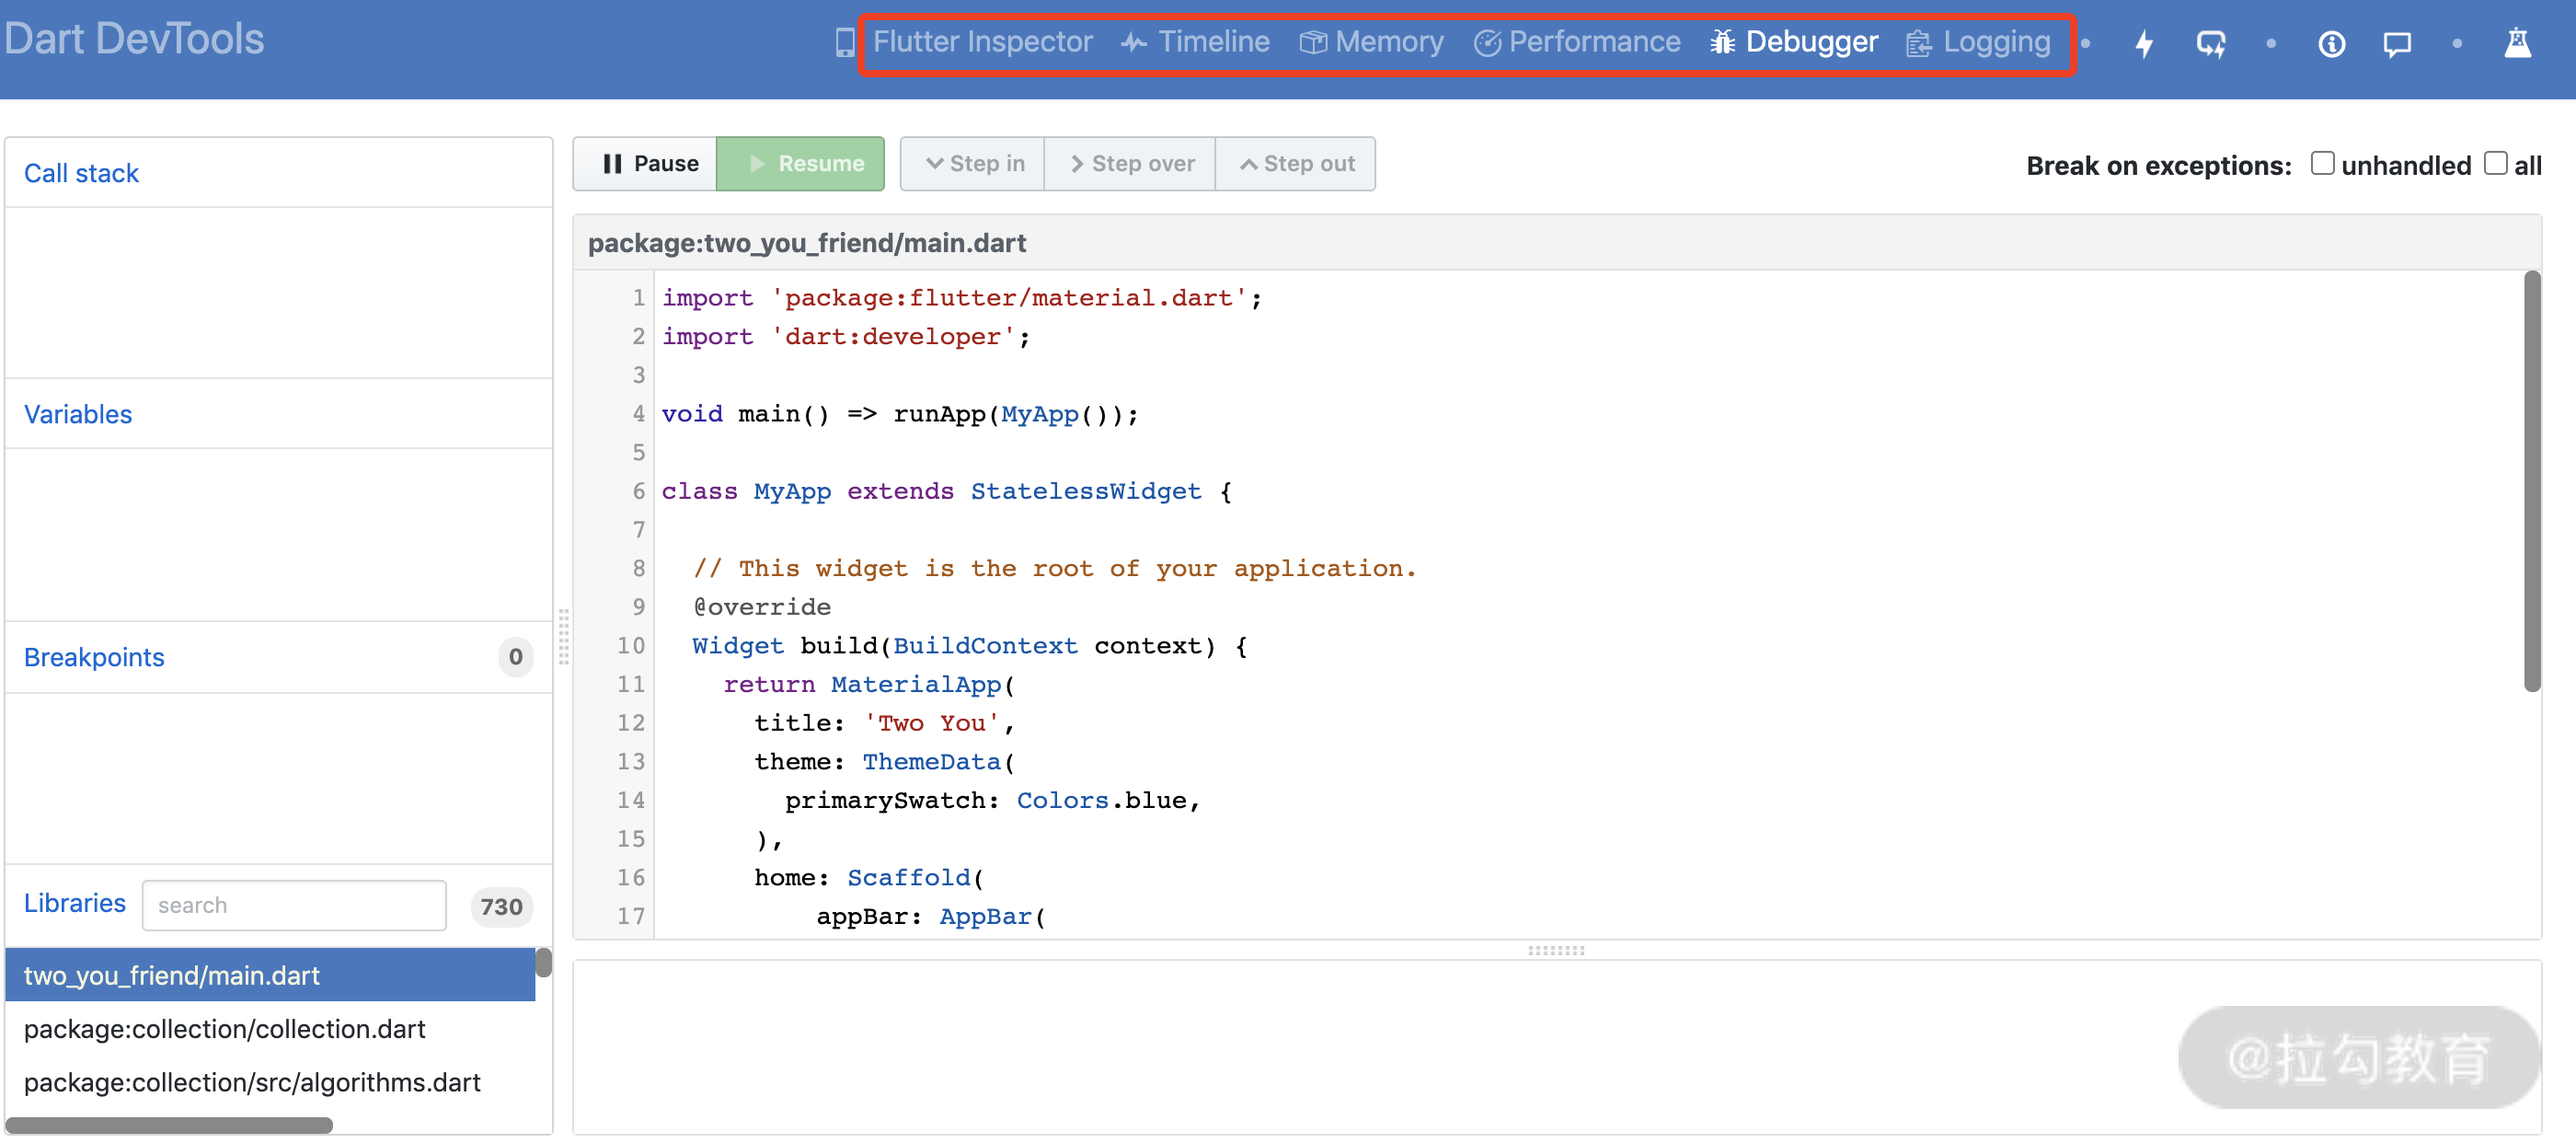 Dart DevTools
Flutter Inspector Timeline Memory Performance Debugger Logging
Pause Resume Step in Step over Step out
Break on exceptions: unhandled all
Call stack
Variables
Breakpoints 0
Libraries search 730
two_you_friend/main.dart
package:collection/collection.dart
package:collection/src/algorithms.dart
package:two_you_friend/main.dart
1 import 'package:flutter/material.dart';
2 import 'dart:developer';
3
4 void main() => runApp(MyApp());
5
6 class MyApp extends StatelessWidget {
7
8   // This widget is the root of your application.
9   @override
10   Widget build(BuildContext context) {
11     return MaterialApp(
12       title: 'Two You',
13       theme: ThemeData(
14         primarySwatch: Colors.blue,
15       ),
16       home: Scaffold(
17           appBar: AppBar(
@拉勾教育